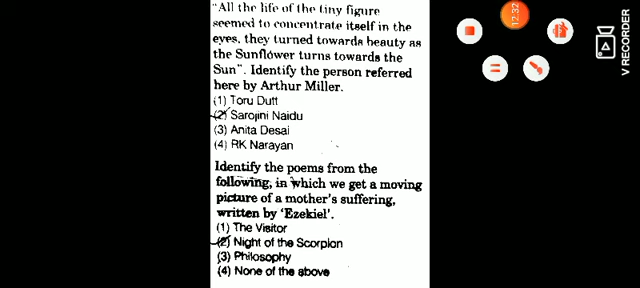 "All the life of the tiny figure
seemed to concentrate itself in the
eyes, they turned towards beauty as
the Sunflower turns towards the
Sun". Identify the person referred
here by Arthur Miller.
(1) Toru Dutt
(2) Sarojini Naidu
(3) Anita Desai
(4) RK Narayan
Identify the poems from the
following, in which we get a moving
picture of a mother's suffering,
written by 'Ezekiel'.
(1) The Visitor
(2) Night of the Scorpion
(3) Philosophy
(4) None of the above
12:32
V RECORDER